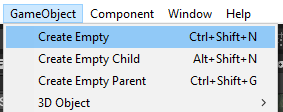 GameObject Component Window Help
Create Empty Ctrl+Shift+N
Create Empty Child Alt+Shift+N
Create Empty Parent Ctrl+Shift+G
3D Object >